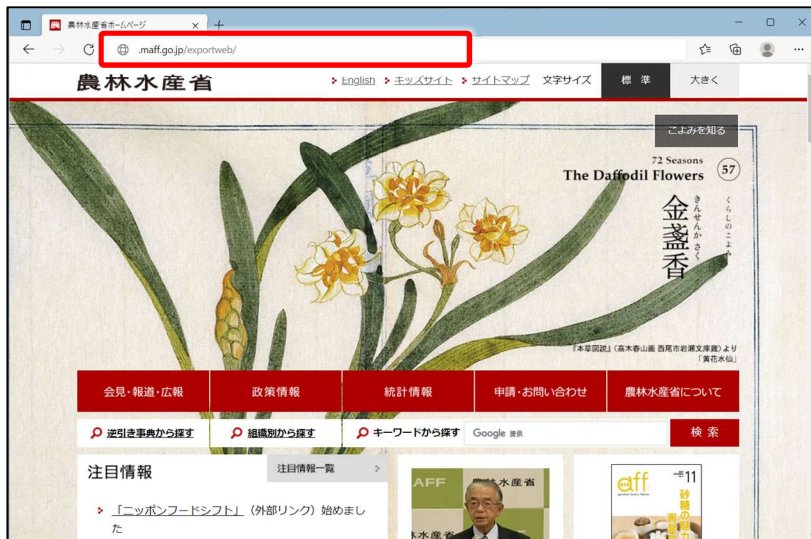 農林水産省ホームページ
.maff.go.jp/exportweb/
農林水産省
English
キッズサイト
サイトマップ
文字サイズ
標準
大きく
こよみを知る
72 Seasons
The Daffodil Flowers
57
金盞香
きんせんかさく
くらしのこよみ
『本草図説』(高木春山画 西尾市岩瀬文庫蔵)より
「黄花水仙」
会見・報道・広報
政策情報
統計情報
申請・お問い合わせ
農林水産省について
逆引き事典から探す
組織別から探す
キーワードから探す
Google 提供
検索
注目情報
注目情報一覧
「ニッポンフードシフト」(外部リンク)始めまし
た
AFF
農林水産省
aff
11